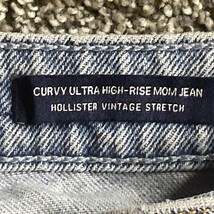 CURVY ULTRA HIGH-RISE MOM JEAN
HOLLISTER VINTAGE STRETCH